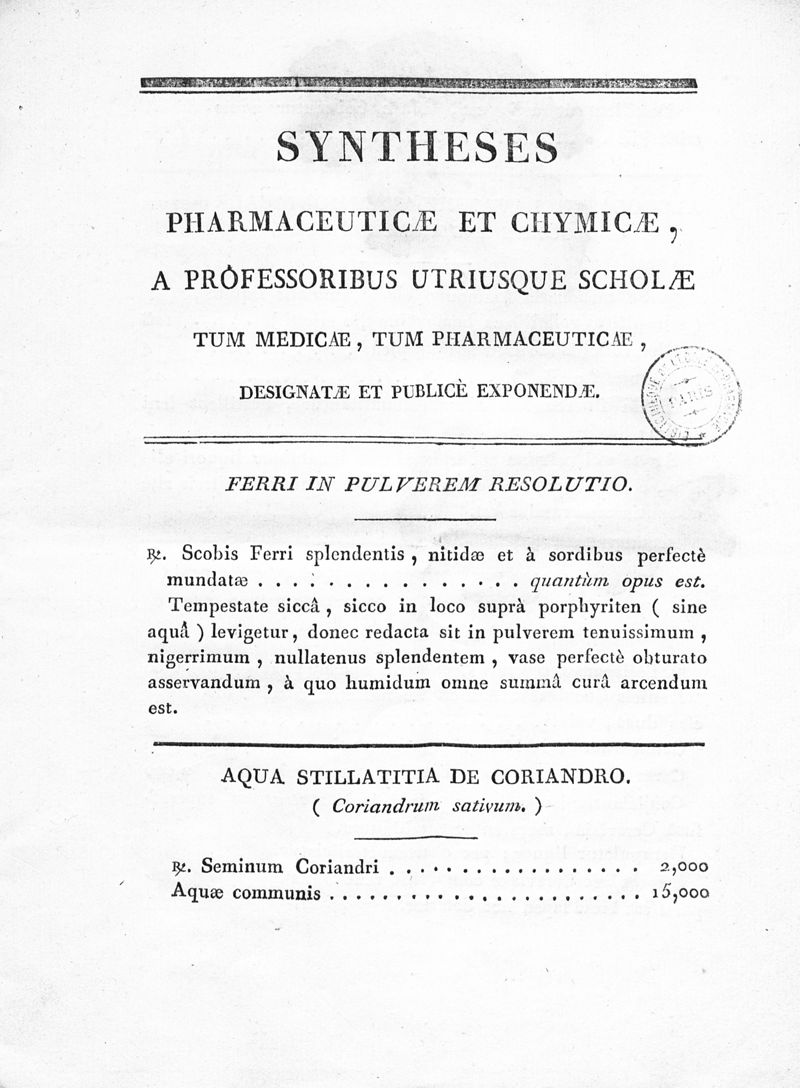 SYNTHESES
PHARMACEUTICÆ ET CHYMICÆ,
A PRÔFESSORIBUS UTRIUSQUE SCHOLÆ
TUM MEDICÆ, TUM PHARMACEUTICÆ,
DESIGNATÆ ET PUBLICÈ EXPONENDÆ.
PARIS
FERRI IN PULVEREM RESOLUTIO.
℞. Scobis Ferri splendentis, nitidæ et à sordibus perfectè
mundatæ . . . . . . . . . . . . . . . quantùm opus est.
Tempestate siccâ, sicco in loco suprà porphyriten ( sine
aquâ ) levigetur, donec redacta sit in pulverem tenuissimum,
nigerrimum, nullatenus splendentem, vase perfectè obturato
asservandum, à quo humidum omne summâ curâ arcendum
est.
AQUA STILLATITIA DE CORIANDRO.
( Coriandrum sativum. )
℞. Seminum Coriandri . . . . . . . . . . . . . . . . . 2,000
Aquæ communis . . . . . . . . . . . . . . . . . . . . . . . 15,000